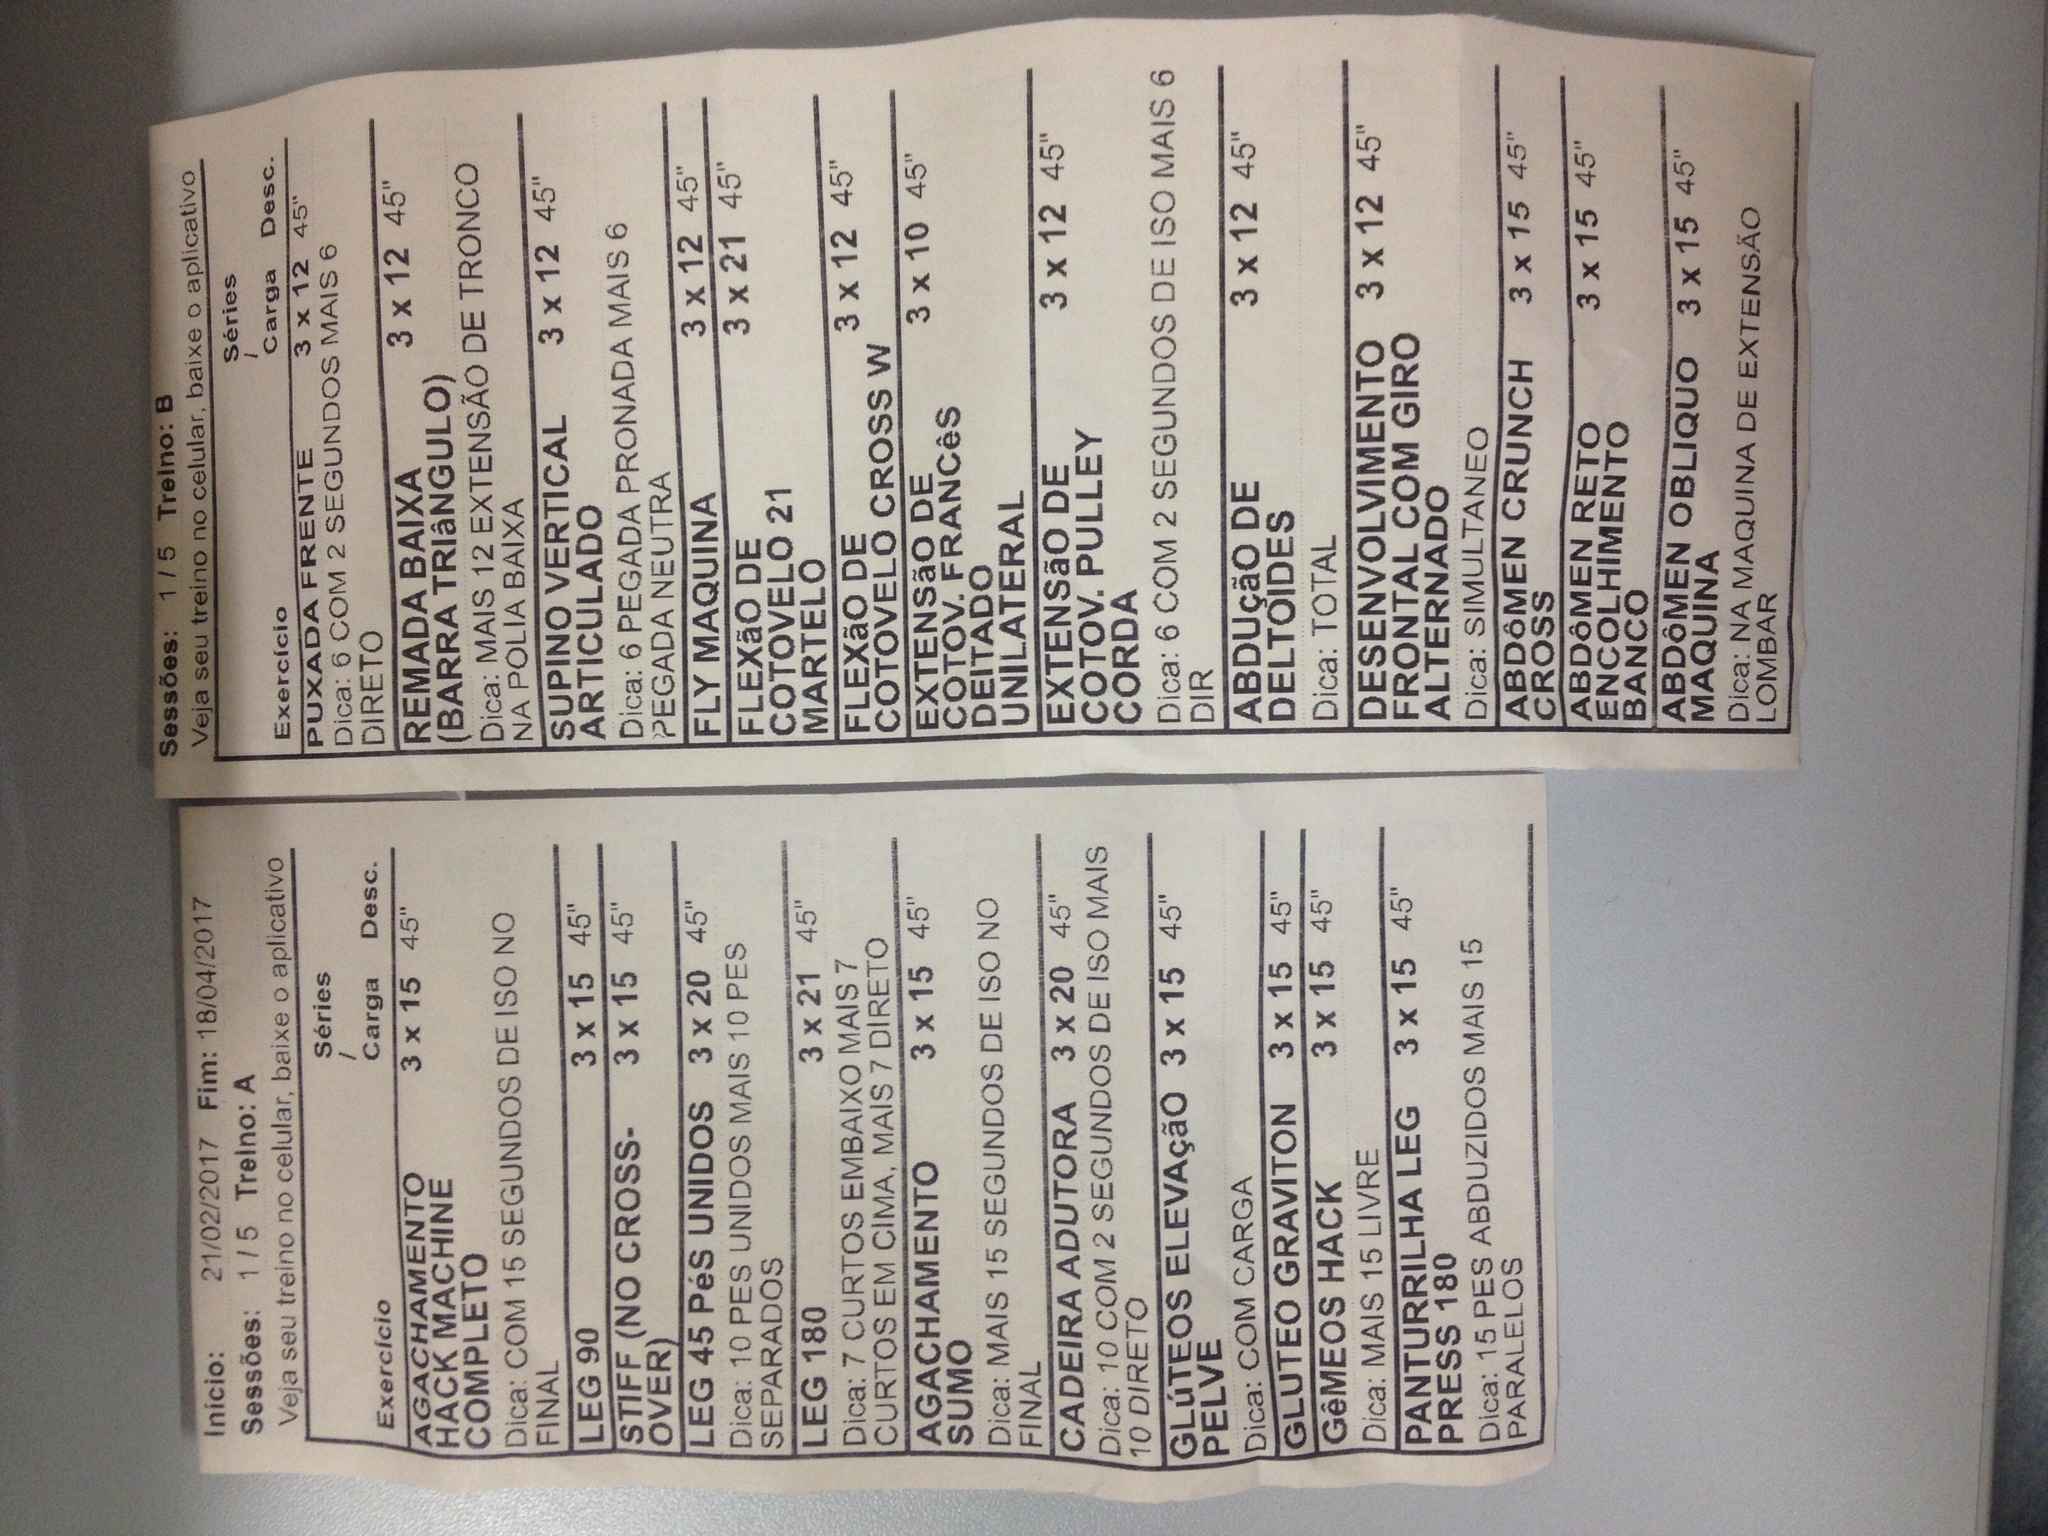 Início: 21/02/2017 Fim: 18/04/2017
Sessões: 1 / 5 Treino: A
Veja seu treino no celular, baixe o aplicativo
Séries
/
Exercício Carga Desc.
AGACHAMENTO 3 x 15 45"
HACK MACHINE
COMPLETO
Dica: COM 15 SEGUNDOS DE ISO NO
FINAL
LEG 90 3 x 15 45"
STIFF (NO CROSS- 3 x 15 45"
OVER)
LEG 45 PéS UNIDOS 3 x 20 45"
Dica: 10 PES UNIDOS MAIS 10 PES
SEPARADOS
LEG 180 3 x 21 45"
Dica: 7 CURTOS EMBAIXO MAIS 7
CURTOS EM CIMA, MAIS 7 DIRETO
AGACHAMENTO 3 x 15 45"
SUMO
Dica: MAIS 15 SEGUNDOS DE ISO NO
FINAL
CADEIRA ADUTORA 3 x 20 45"
Dica: 10 COM 2 SEGUNDOS DE ISO MAIS
10 DIRETO
GLúTEOS ELEVAçãO 3 x 15 45"
PELVE
Dica: COM CARGA
GLUTEO GRAVITON 3 x 15 45"
GêMEOS HACK 3 x 15 45"
Dica: MAIS 15 LIVRE
PANTURRILHA LEG 3 x 15 45"
PRESS 180
Dica: 15 PES ABDUZIDOS MAIS 15
PARALELOS
Sessões: 1 / 5 Treino: B
Veja seu treino no celular, baixe o aplicativo
Séries
/
Exercício Carga Desc.
PUXADA FRENTE 3 x 12 45"
Dica: 6 COM 2 SEGUNDOS MAIS 6
DIRETO
REMADA BAIXA 3 x 12 45"
(BARRA TRIâNGULO)
Dica: MAIS 12 EXTENSÃO DE TRONCO
NA POLIA BAIXA
SUPINO VERTICAL 3 x 12 45"
ARTICULADO
Dica: 6 PEGADA PRONADA MAIS 6
PEGADA NEUTRA
FLY MAQUINA 3 x 12 45"
FLEXãO DE 3 x 21 45"
COTOVELO 21
MARTELO
FLEXãO DE 3 x 12 45"
COTOVELO CROSS W
EXTENSãO DE 3 x 10 45"
COTOV. FRANCêS
DEITADO
UNILATERAL
EXTENSãO DE 3 x 12 45"
COTOV. PULLEY
CORDA
Dica: 6 COM 2 SEGUNDOS DE ISO MAIS 6
DIR
ABDUçãO DE 3 x 12 45"
DELTOIDES
Dica: TOTAL
DESENVOLVIMENTO 3 x 12 45"
FRONTAL COM GIRO
ALTERNADO
Dica: SIMULTANEO
ABDôMEN CRUNCH 3 x 15 45"
CROSS
ABDôMEN RETO 3 x 15 45"
ENCOLHIMENTO
BANCO
ABDôMEN OBLIQUO 3 x 15 45"
MAQUINA
Dica: NA MAQUINA DE EXTENSÃO
LOMBAR